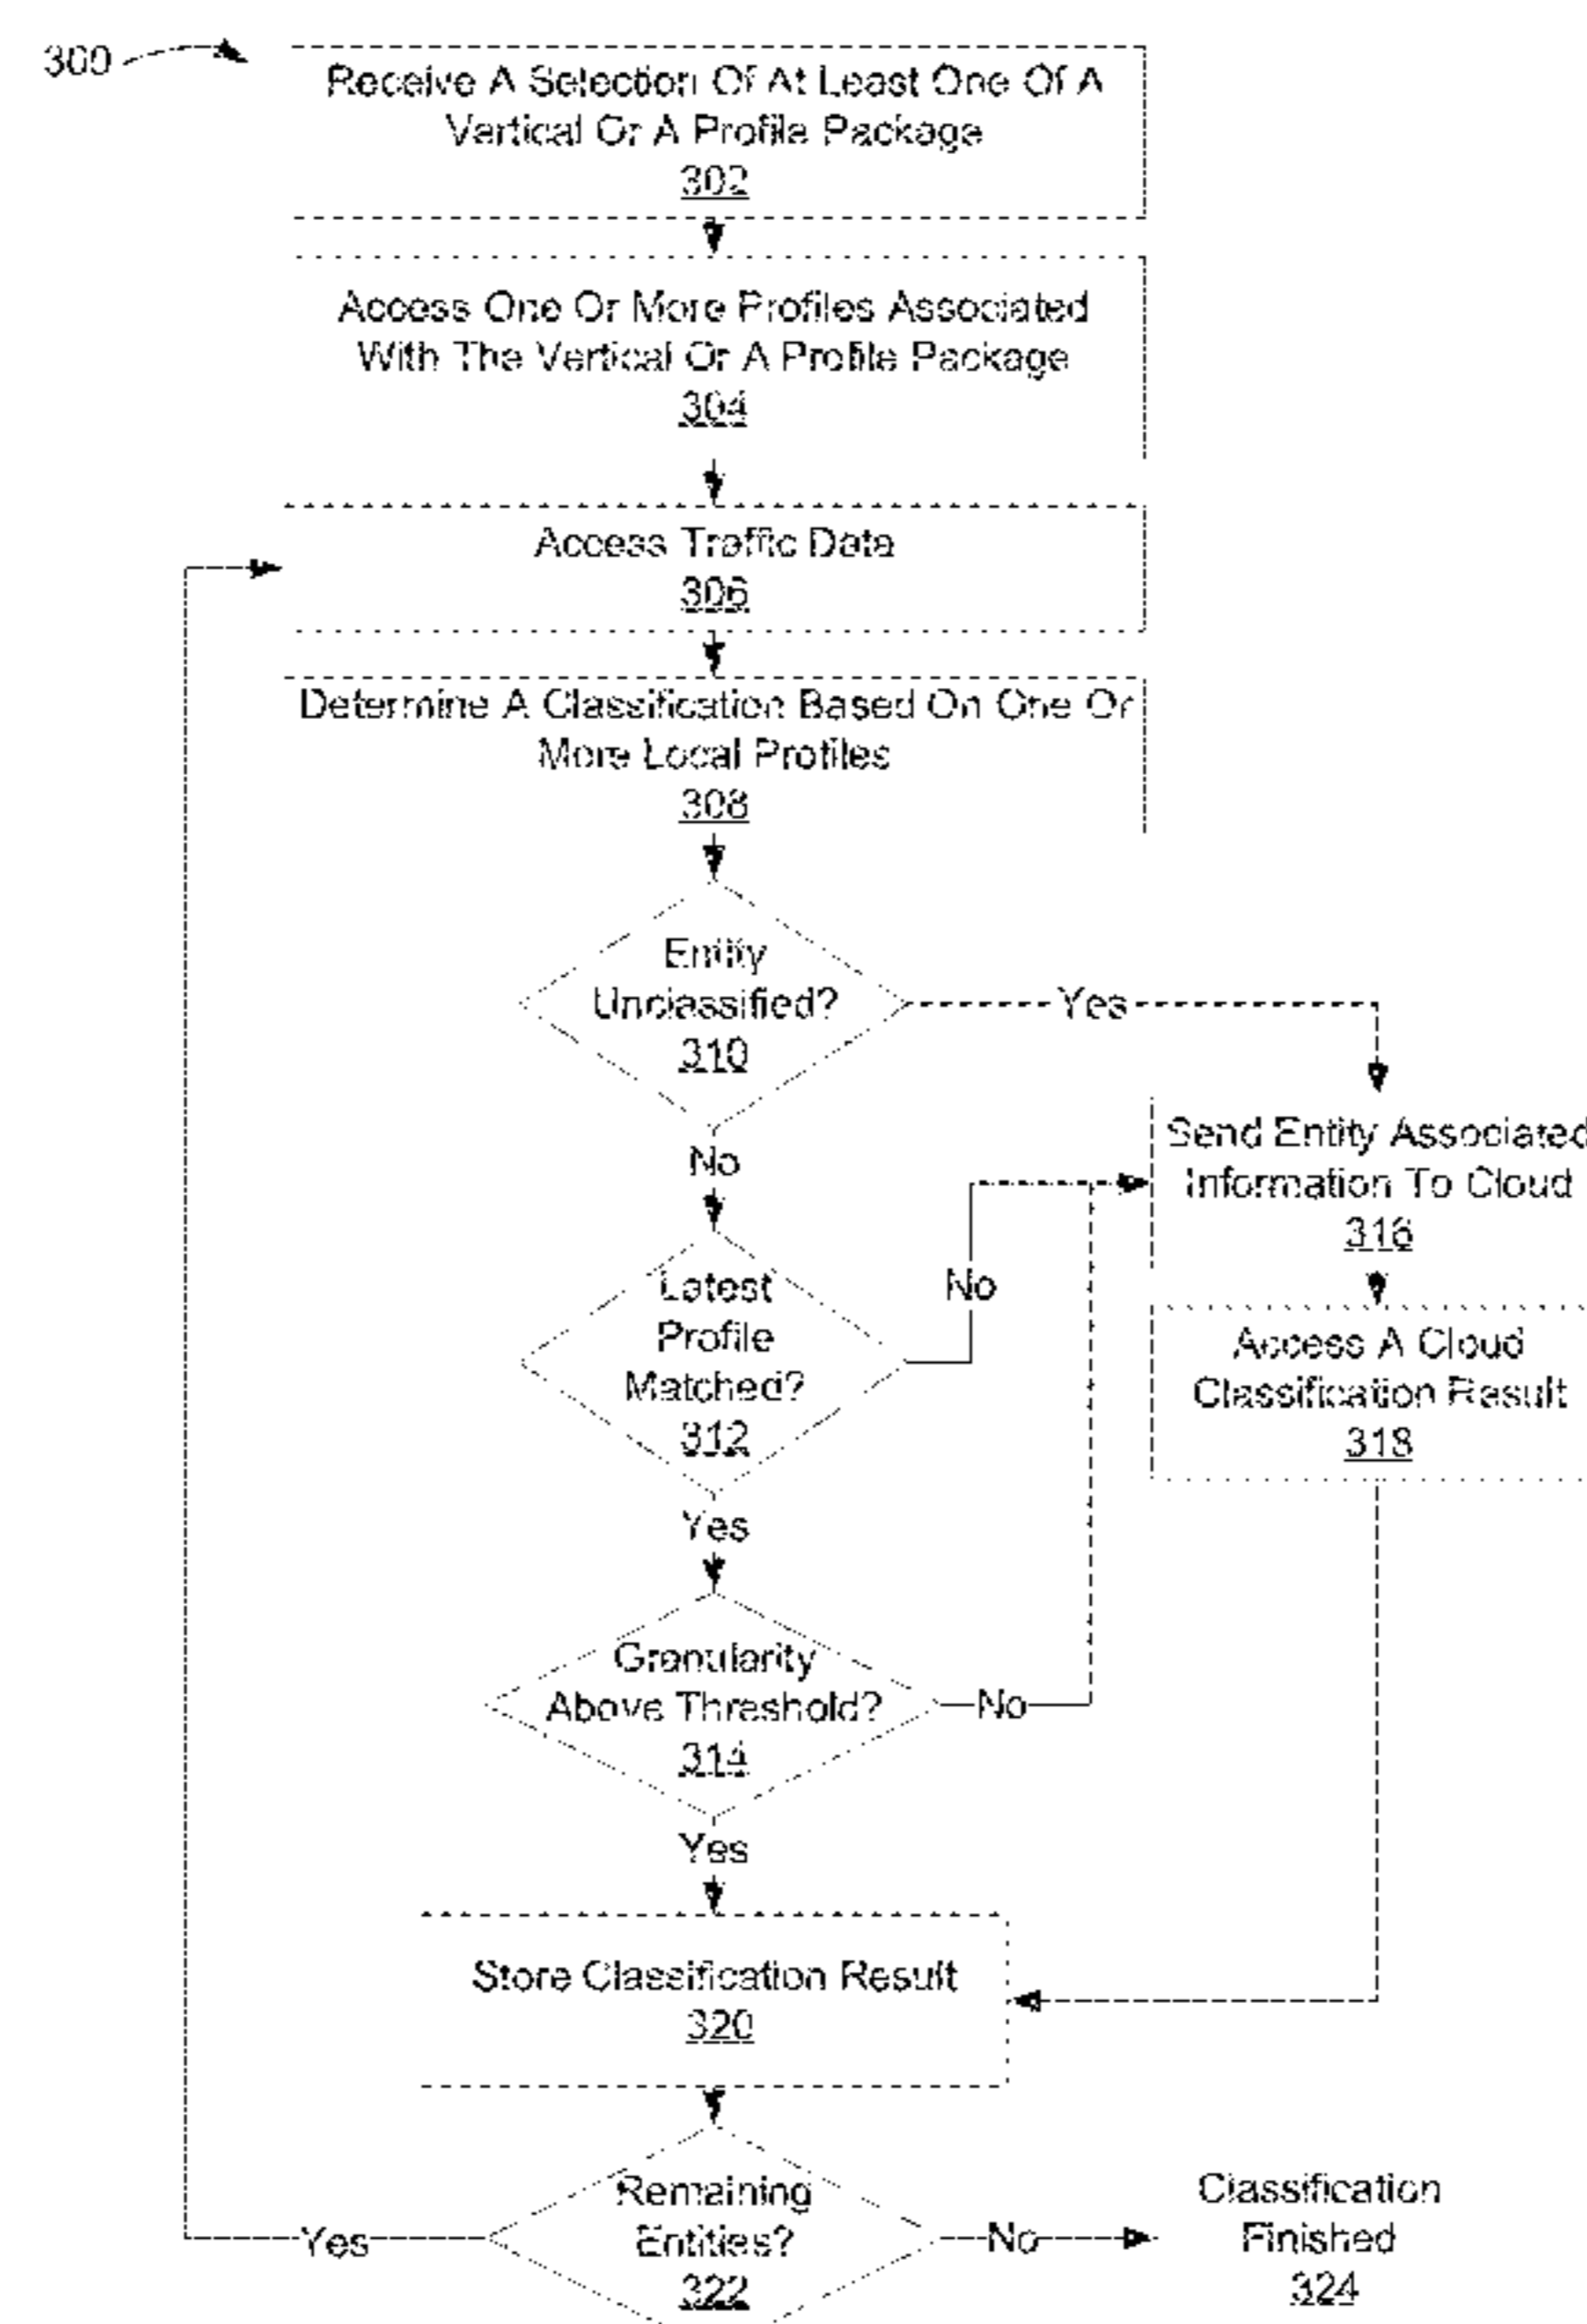 300
Receive A Selection Of At Least One Of A
Vertical Or A Profile Package
302
Access One Or More Profiles Associated
With The Vertical Or A Profile Package
304
Access Traffic Data
306
Determine A Classification Based On One Or
More Local Profiles
308
Entity
Unclassified?
310
Yes
No
Send Entity Associated
Information To Cloud
316
Latest
Profile
Matched?
312
No
Access A Cloud
Classification Result
318
Yes
Granularity
Above Threshold?
314
No
Yes
Store Classification Result
320
Remaining
Entities?
322
Yes
No
Classification
Finished
324